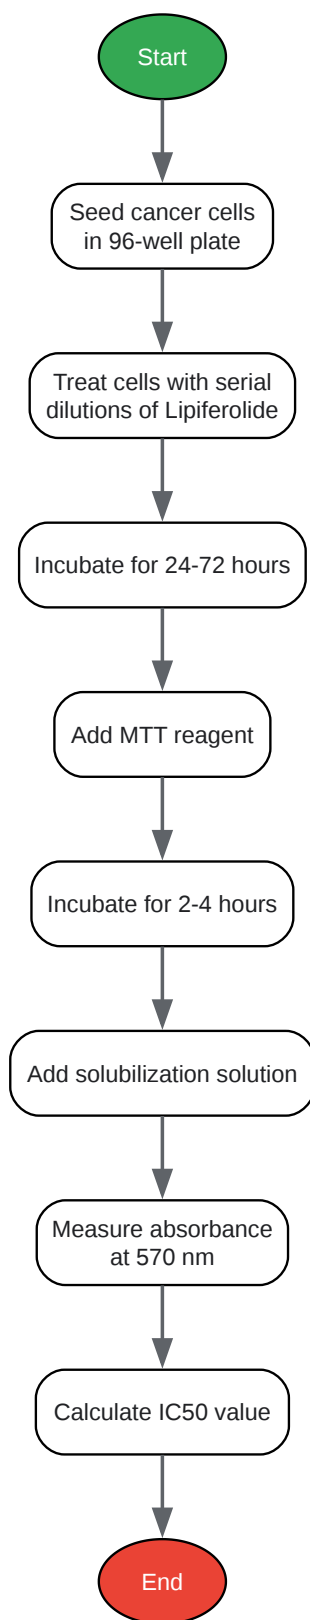 Start
Seed cancer cells
in 96-well plate
Treat cells with serial
dilutions of Lipiferolide
Incubate for 24-72 hours
Add MTT reagent
Incubate for 2-4 hours
Add solubilization solution
Measure absorbance
at 570 nm
Calculate IC50 value
End